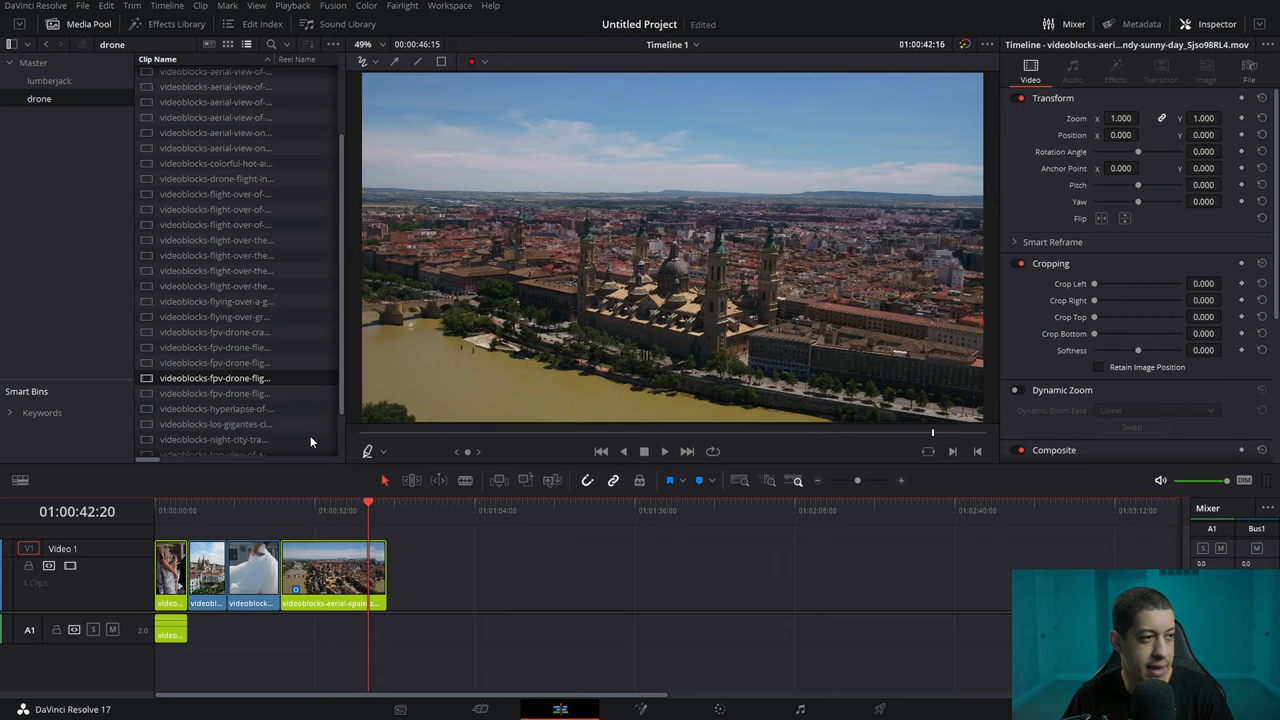 DaVinci Resolve File Edit Trim Timeline Clip Mark View Playback Fusion Color Fairlight Workspace Help
Media Pool Effects Library Edit Index Sound Library Untitled Project Edited Mixer Metadata Inspector
drone 49% 00:00:46:15 Timeline 1 01:00:42:16 Timeline - videoblocks-aeri...ndy-sunny-day_Sjso98RL4.mov
Master
lumberjack
drone
Smart Bins
Keywords
Clip Name Reel Name
videoblocks-aerial-view-of-...
videoblocks-aerial-view-of-...
videoblocks-aerial-view-of-...
videoblocks-aerial-view-of-...
videoblocks-aerial-view-on...
videoblocks-aerial-view-on...
videoblocks-colorful-hot-ai...
videoblocks-drone-flight-in...
videoblocks-flight-over-of-...
videoblocks-flight-over-of-...
videoblocks-flight-over-of-...
videoblocks-flight-over-the...
videoblocks-flight-over-the...
videoblocks-flight-over-the...
videoblocks-flight-over-the...
videoblocks-flying-over-a-g...
videoblocks-flying-over-gr...
videoblocks-fpv-drone-cra...
videoblocks-fpv-drone-flie...
videoblocks-fpv-drone-flig...
videoblocks-fpv-drone-flig...
videoblocks-fpv-drone-flig...
videoblocks-hyperlapse-of-...
videoblocks-los-gigantes-cl...
videoblocks-night-city-tra...
Video Audio Effects Transition Image File
Transform
Zoom X 1.000 Y 1.000
Position X 0.000 Y 0.000
Rotation Angle 0.000
Anchor Point X 0.000 Y 0.000
Pitch 0.000
Yaw 0.000
Flip
Smart Reframe
Cropping
Crop Left 0.000
Crop Right 0.000
Crop Top 0.000
Crop Bottom 0.000
Softness 0.000
Retain Image Position
Dynamic Zoom
Dynamic Zoom Ease Linear
Swap
Composite
DIM
01:00:42:20 01:00:00:00 01:00:32:00 01:01:04:00 01:01:36:00 01:02:08:00 01:02:40:00 01:03:12:00
Mixer
A1 Bus1
S M M
0.0 0.0
V1 Video 1
4 Clips
video... videobl... videoblock... videoblocks-aerial-spain-z...
A1 S M 2.0 video...
DaVinci Resolve 17